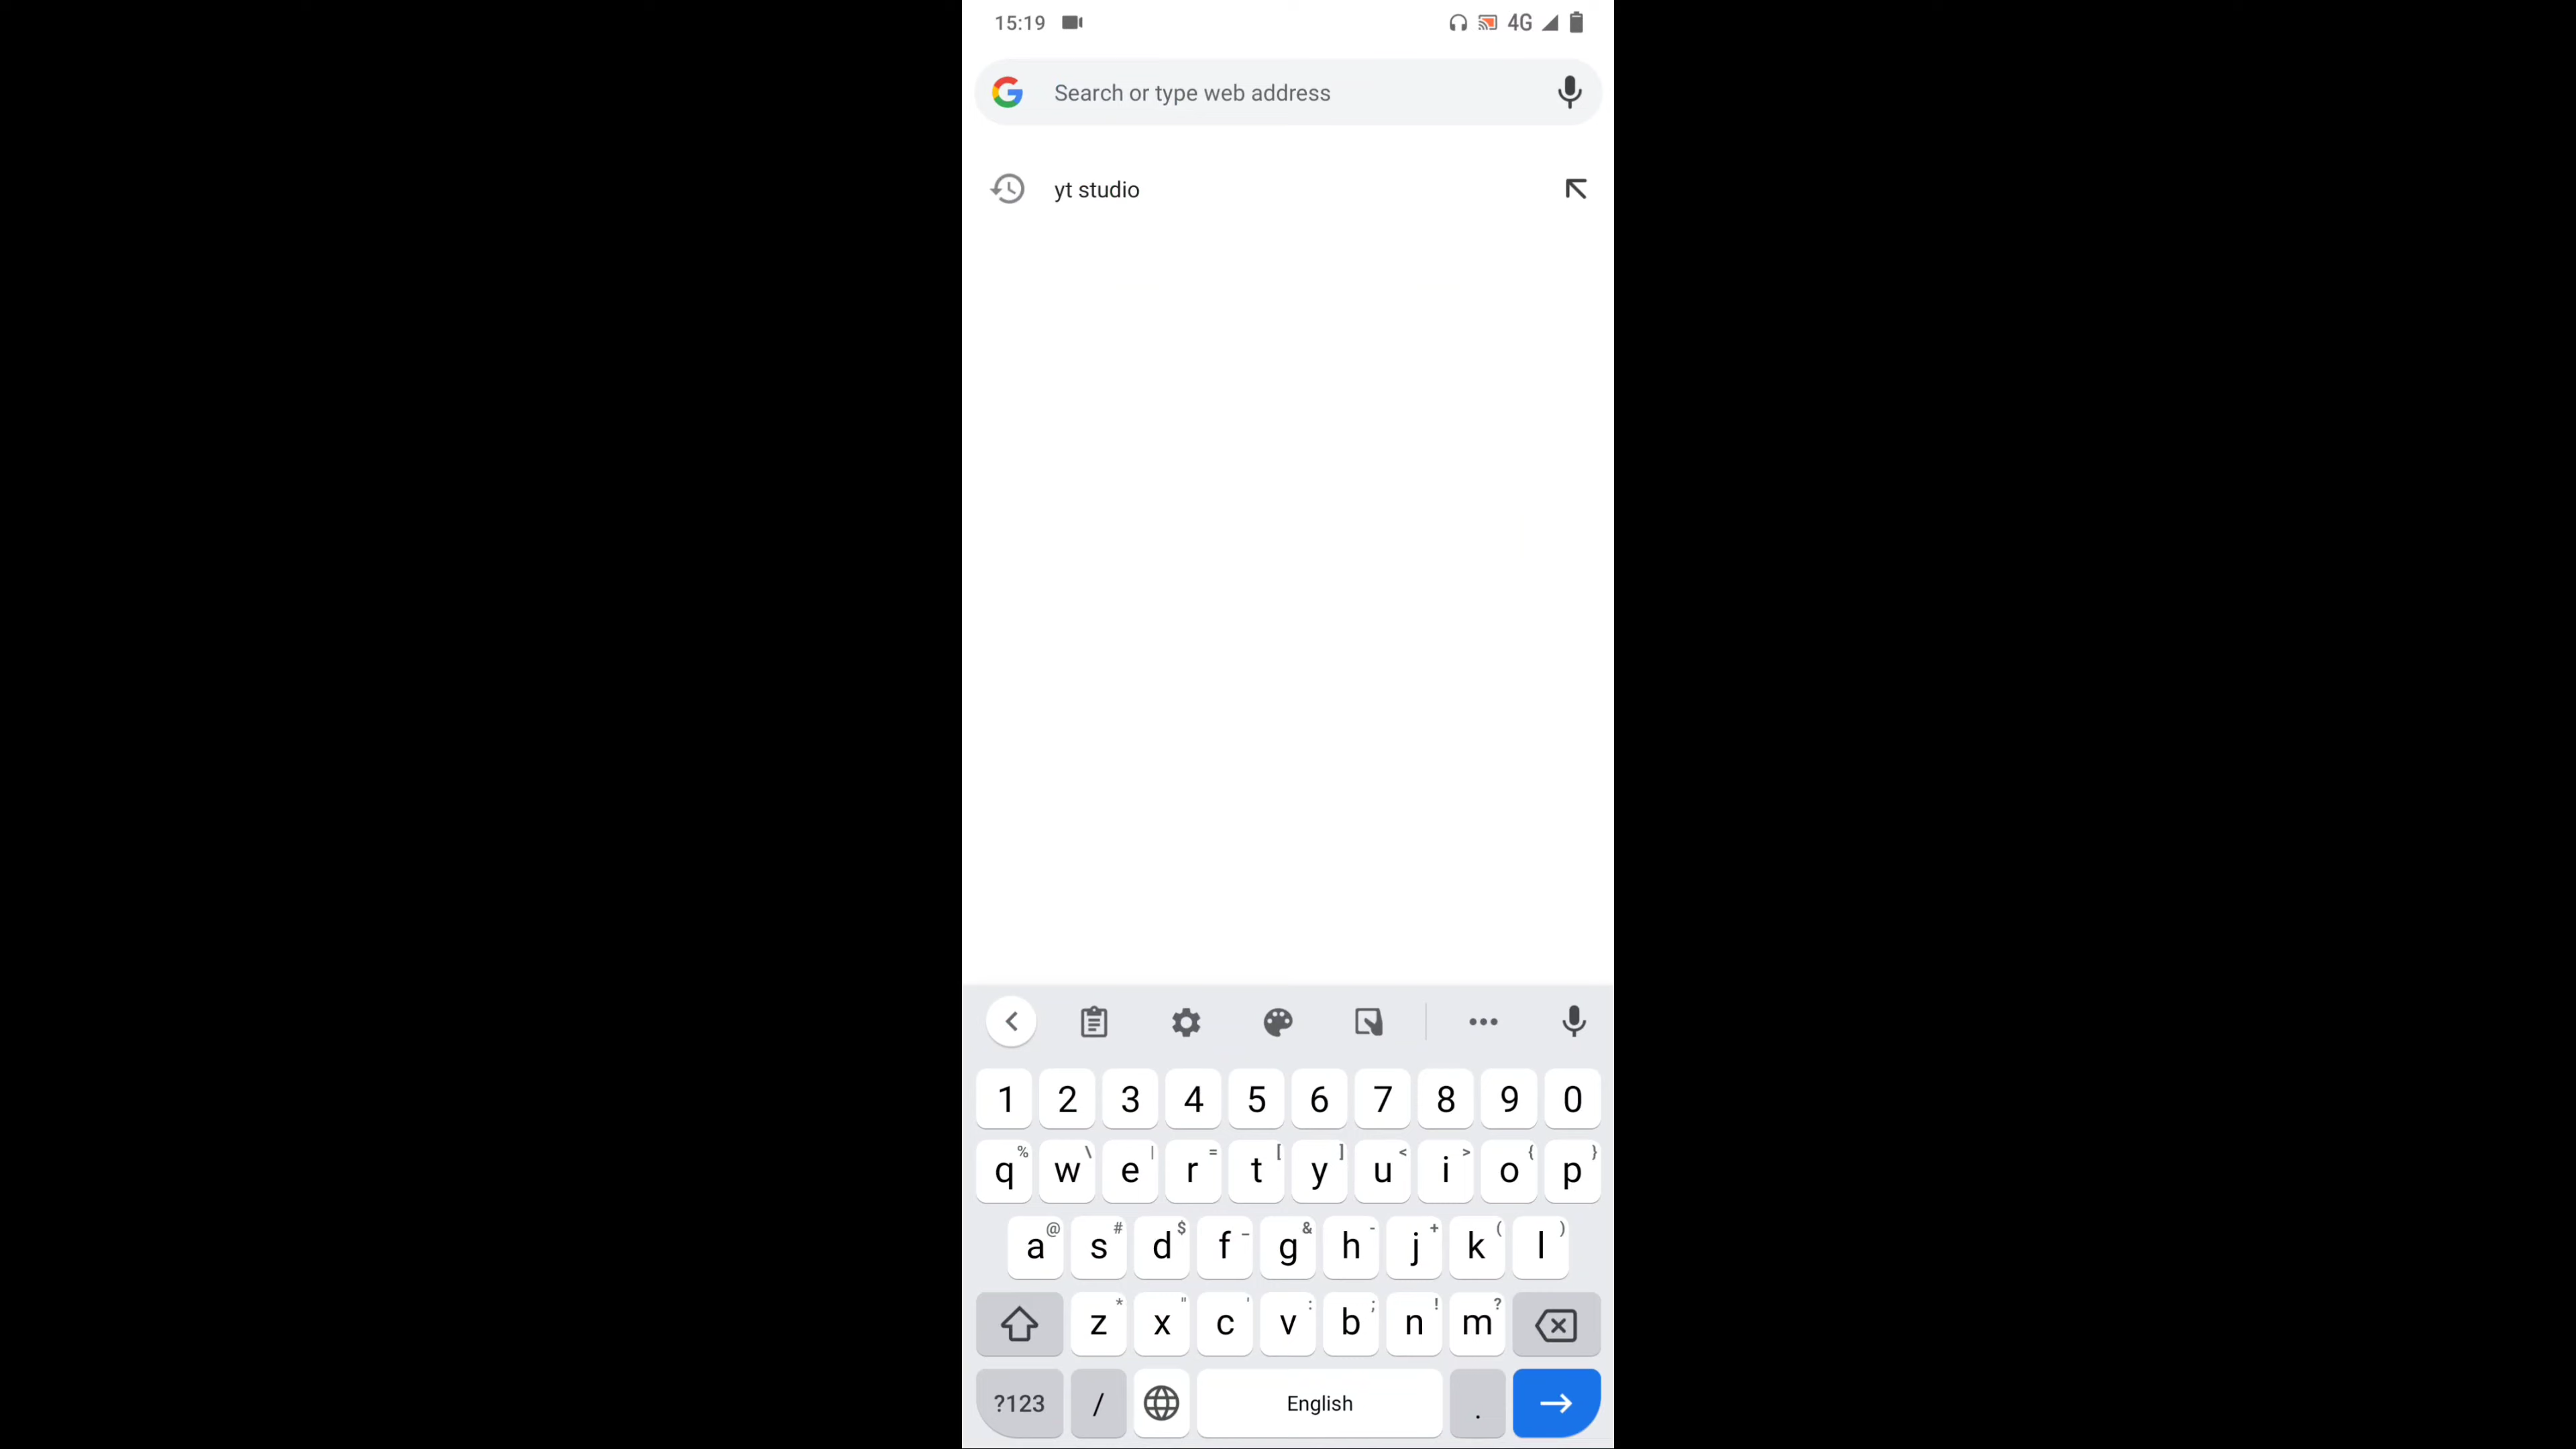 15:19 4G
Search or type web address
yt studio
1 2 3 4 5 6 7 8 9 0
q% w\ e| r= t[ y] u< i> o{ p}
a@ s# d$ f_ g& h- j+ k( l)
z* x" c' v: b; n! m?
?123 / English .